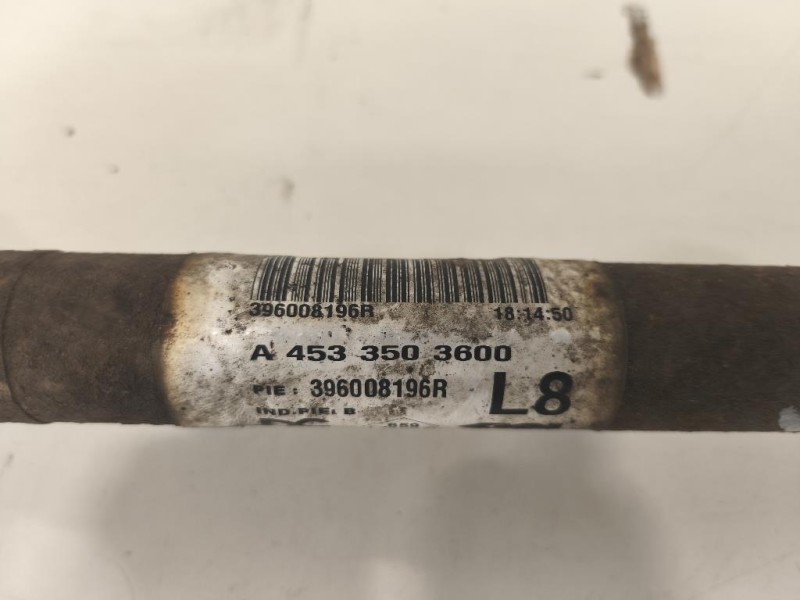 396008196R 18:14:50
A 453 350 3600
PIE : 396008196R L8
IND.PIE: B